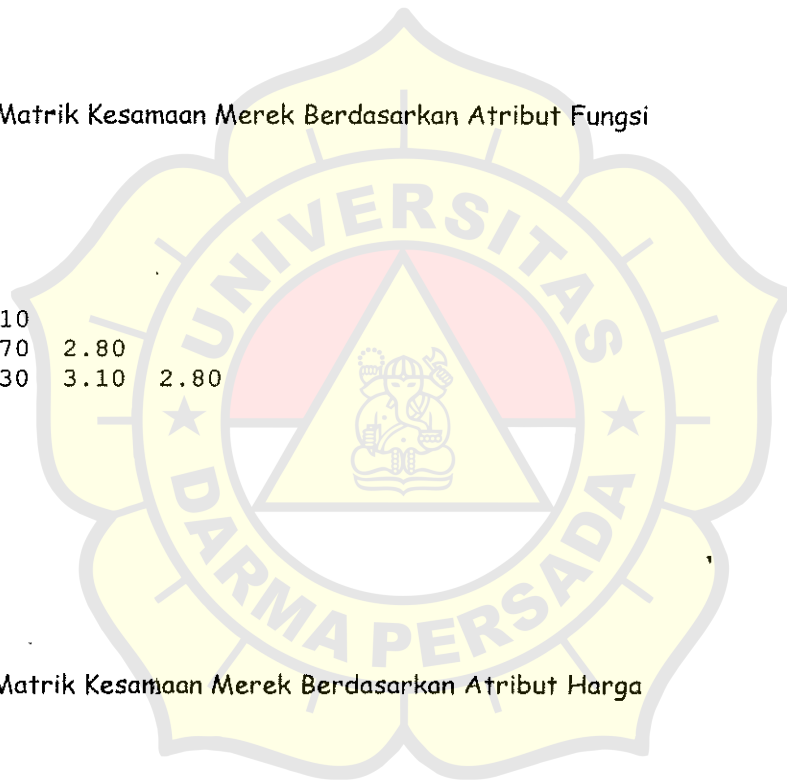 Matrik Kesamaan Merek Berdasarkan Atribut Fungsi
UNIVERSITAS
10
70 2.80
30 3.10 2.80
DARMA PERSADA
Matrik Kesamaan Merek Berdasarkan Atribut Harga